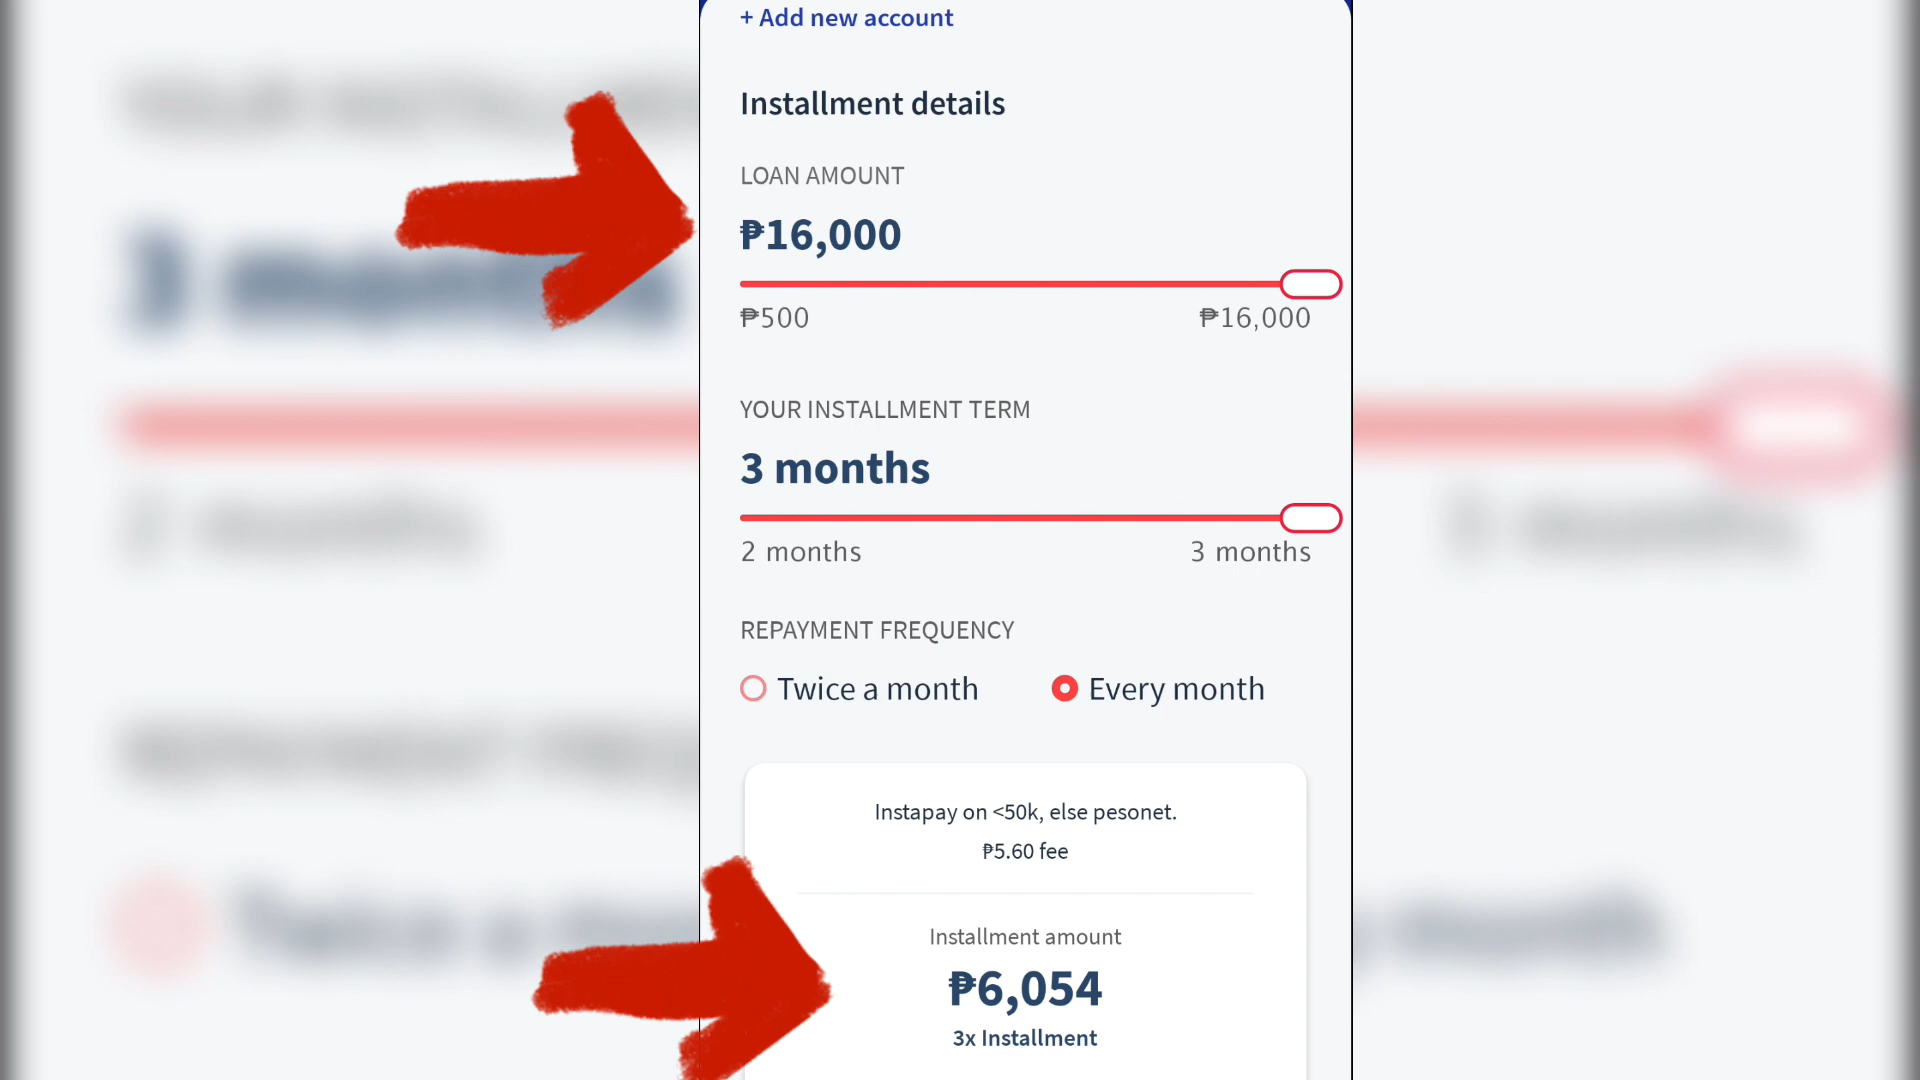 + Add new account
Installment details
LOAN AMOUNT
₱16,000
₱500 ₱16,000
YOUR INSTALLMENT TERM
3 months
2 months 3 months
REPAYMENT FREQUENCY
Twice a month Every month
Instapay on <50k, else pesonet.
₱5.60 fee
Installment amount
₱6,054
3x Installment